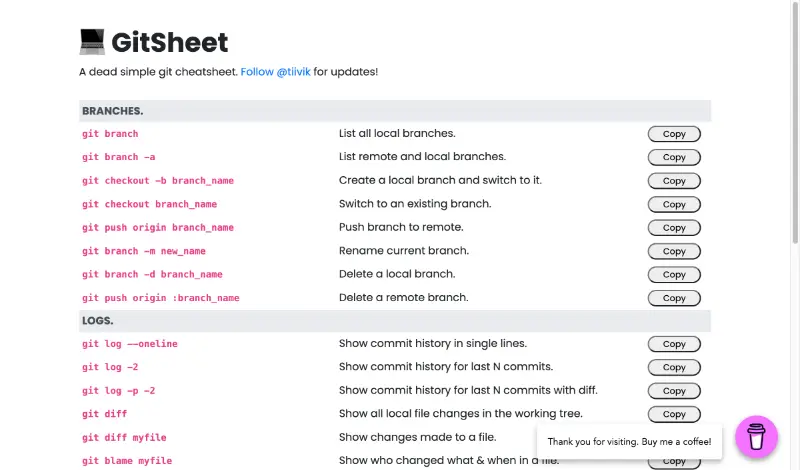 GitSheet
A dead simple git cheatsheet. Follow @tiivik for updates!
BRANCHES.
git branch List all local branches. Copy
git branch -a List remote and local branches. Copy
git checkout -b branch_name Create a local branch and switch to it. Copy
git checkout branch_name Switch to an existing branch. Copy
git push origin branch_name Push branch to remote. Copy
git branch -m new_name Rename current branch. Copy
git branch -d branch_name Delete a local branch. Copy
git push origin :branch_name Delete a remote branch. Copy
LOGS.
git log --oneline Show commit history in single lines. Copy
git log -2 Show commit history for last N commits. Copy
git log -p -2 Show commit history for last N commits with diff. Copy
git diff Show all local file changes in the working tree. Copy
git diff myfile Show changes made to a file.
Thank you for visiting. Buy me a coffee!
git blame myfile Show who changed what & when in a file. Copy